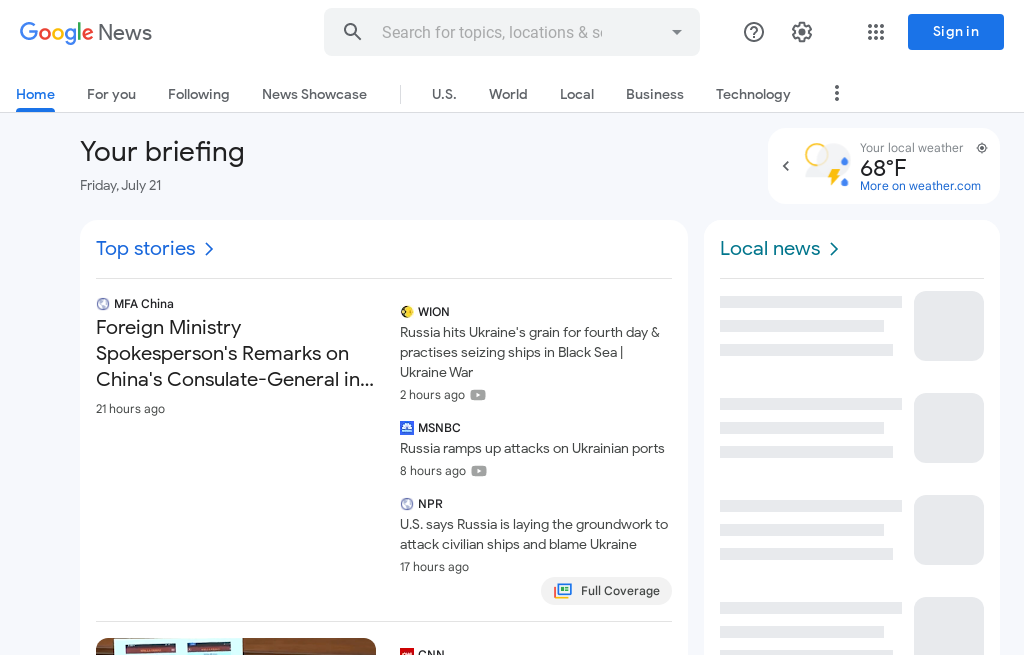 Google News
Search for topics, locations & s
Sign in
Home
For you
Following
News Showcase
U.S.
World
Local
Business
Technology
Your briefing
Friday, July 21
Your local weather
68°F
More on weather.com
Top stories
MFA China
Foreign Ministry
Spokesperson's Remarks on
China's Consulate-General in...
21 hours ago
WION
Russia hits Ukraine's grain for fourth day &
practises seizing ships in Black Sea |
Ukraine War
2 hours ago
MSNBC
Russia ramps up attacks on Ukrainian ports
8 hours ago
NPR
U.S. says Russia is laying the groundwork to
attack civilian ships and blame Ukraine
17 hours ago
Full Coverage
CNN
Local news